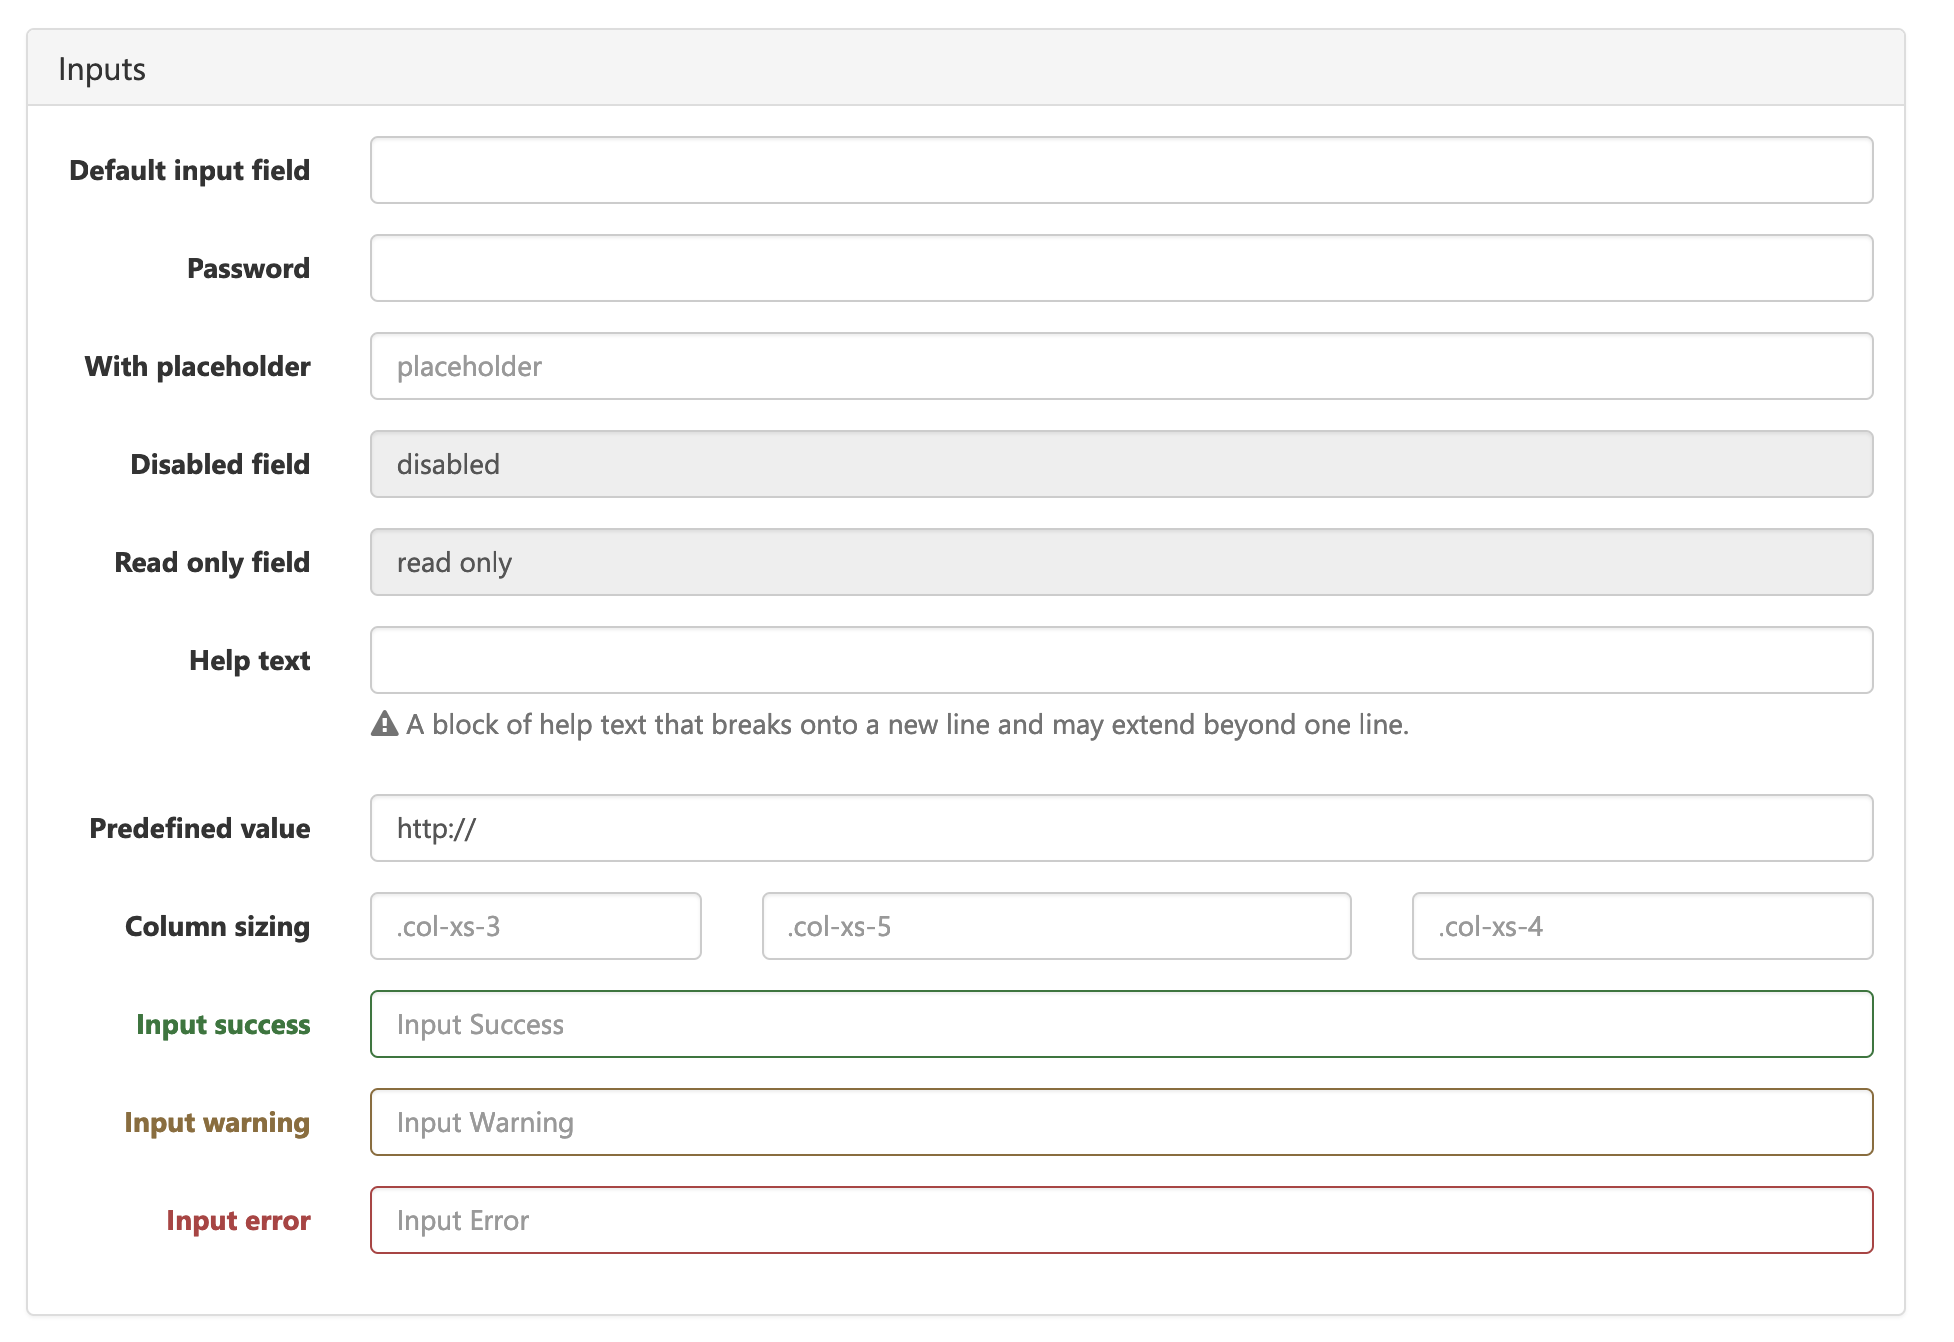 Inputs
Default input field
Password
With placeholder placeholder
Disabled field disabled
Read only field read only
Help text
A block of help text that breaks onto a new line and may extend beyond one line.
Predefined value http://
Column sizing .col-xs-3 .col-xs-5 .col-xs-4
Input success Input Success
Input warning Input Warning
Input error Input Error